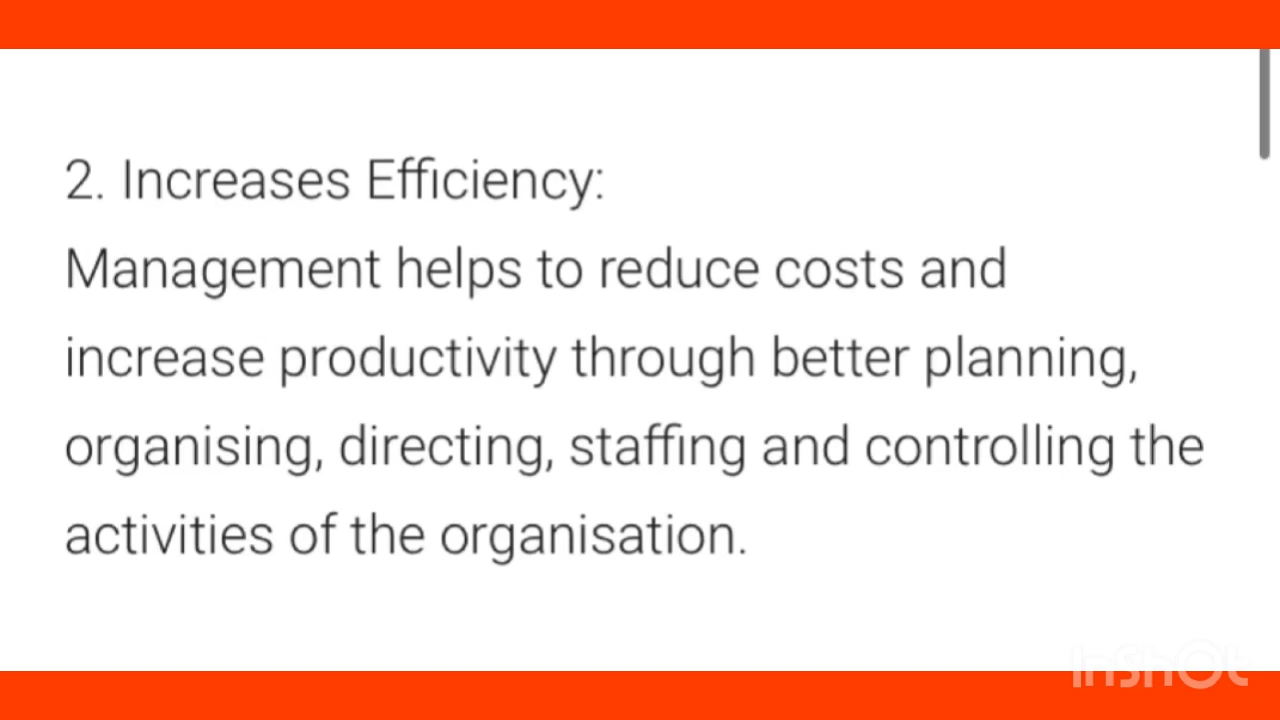 2. Increases Efficiency:
Management helps to reduce costs and
increase productivity through better planning,
organising, directing, staffing and controlling the
activities of the organisation.
InShOt